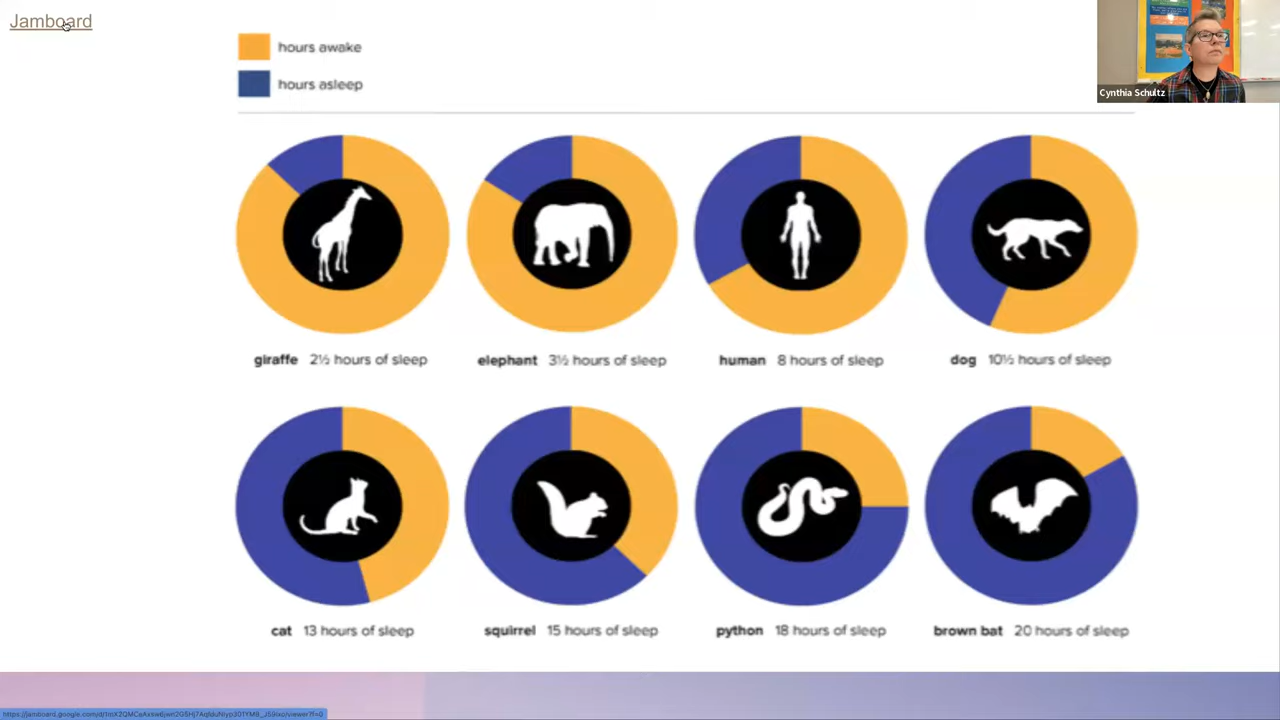 Jamboard
hours awake
hours asleep
Cynthia Schultz
giraffe 2½ hours of sleep
elephant 3½ hours of sleep
human 8 hours of sleep
dog 10½ hours of sleep
cat 13 hours of sleep
squirrel 15 hours of sleep
python 18 hours of sleep
brown bat 20 hours of sleep